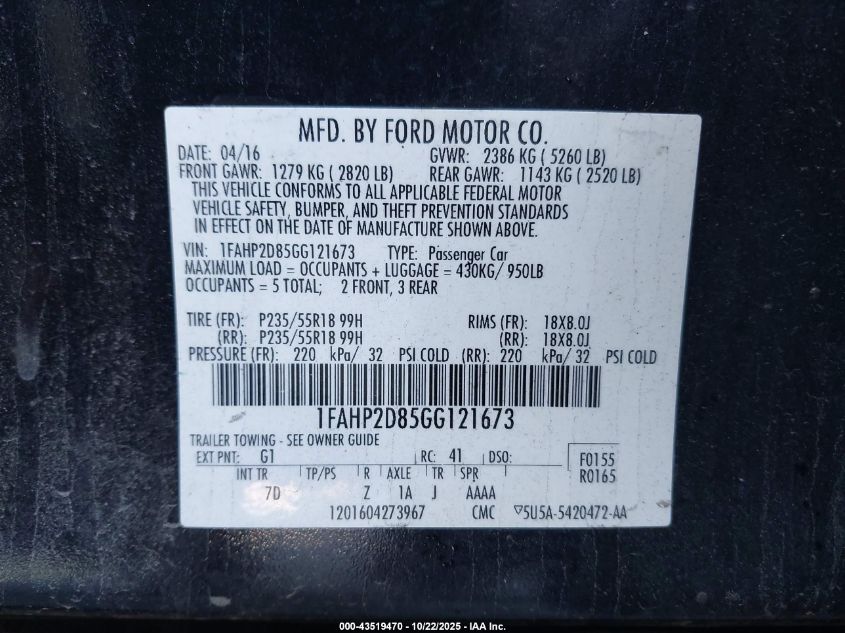 MFD. BY FORD MOTOR CO.
DATE: 04/16 GVWR: 2386 KG ( 5260 LB)
FRONT GAWR: 1279 KG ( 2820 LB) REAR GAWR: 1143 KG ( 2520 LB)
THIS VEHICLE CONFORMS TO ALL APPLICABLE FEDERAL MOTOR
VEHICLE SAFETY, BUMPER, AND THEFT PREVENTION STANDARDS
IN EFFECT ON THE DATE OF MANUFACTURE SHOWN ABOVE.
VIN: 1FAHP2D85GG121673 TYPE: Passenger Car
MAXIMUM LOAD = OCCUPANTS + LUGGAGE = 430KG/ 950LB
OCCUPANTS = 5 TOTAL; 2 FRONT, 3 REAR
TIRE (FR): P235/55R18 99H RIMS (FR): 18X8.0J
(RR): P235/55R18 99H (RR): 18X8.0J
PRESSURE (FR): 220 kPa/ 32 PSI COLD (RR): 220 kPa/ 32 PSI COLD
1FAHP2D85GG121673
TRAILER TOWING - SEE OWNER GUIDE
EXT PNT: G1 RC: 41 DSO: F0155
R0165
INT TR TP/PS R AXLE TR SPR
7D Z 1A J AAAA
1201604273967 CMC ▽5U5A-5420472-AA
000-43519470 - 10/22/2025 - IAA Inc.